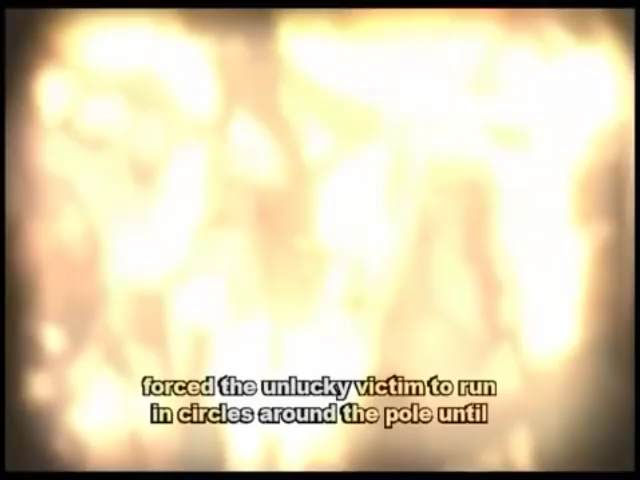 forced the unlucky victim to run
in circles around the pole until